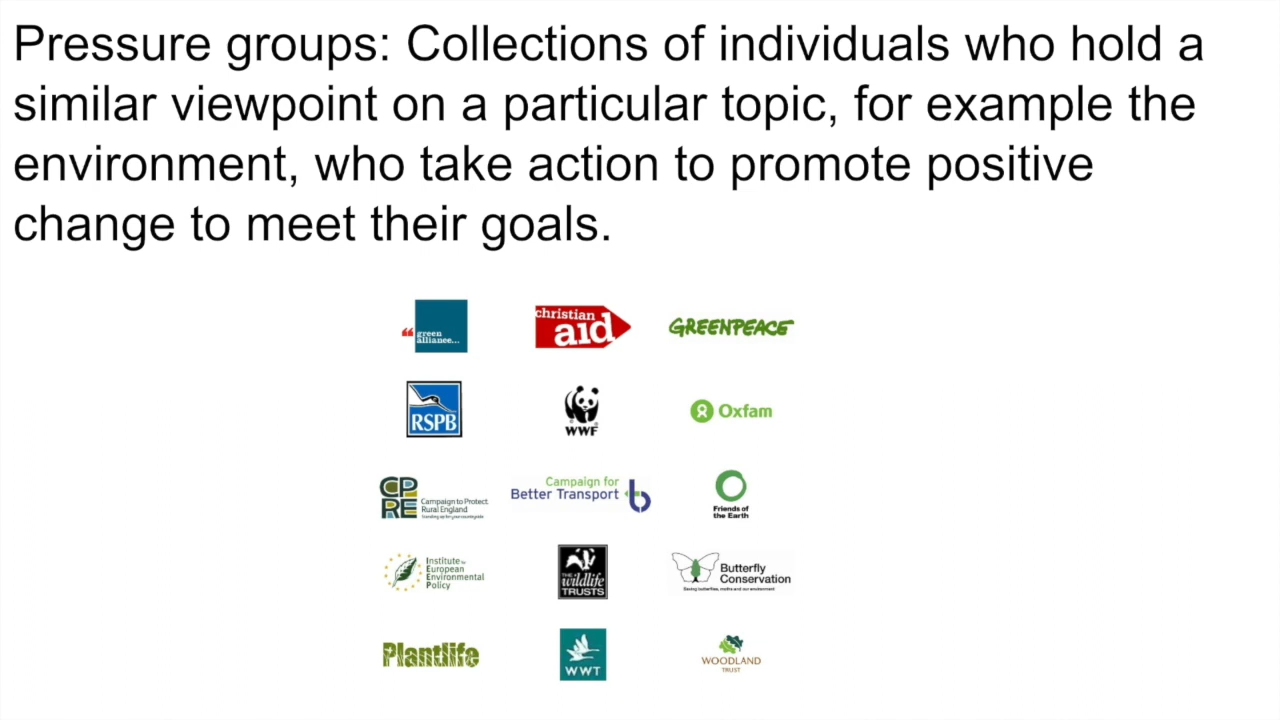 Pressure groups: Collections of individuals who hold a
similar viewpoint on a particular topic, for example the
environment, who take action to promote positive
change to meet their goals.
green
alliance...
christian
aid
GREENPEACE
RSPB
WWF
Oxfam
CP
RE
Campaign to Protect
Rural England
Campaign for
Better Transport
Friends of
the Earth
Institute for
European
Environmental
Policy
THE
wildlife
TRUSTS
Butterfly
Conservation
Saving butterflies, moths and our environment
Plantlife
WWT
WOODLAND
TRUST